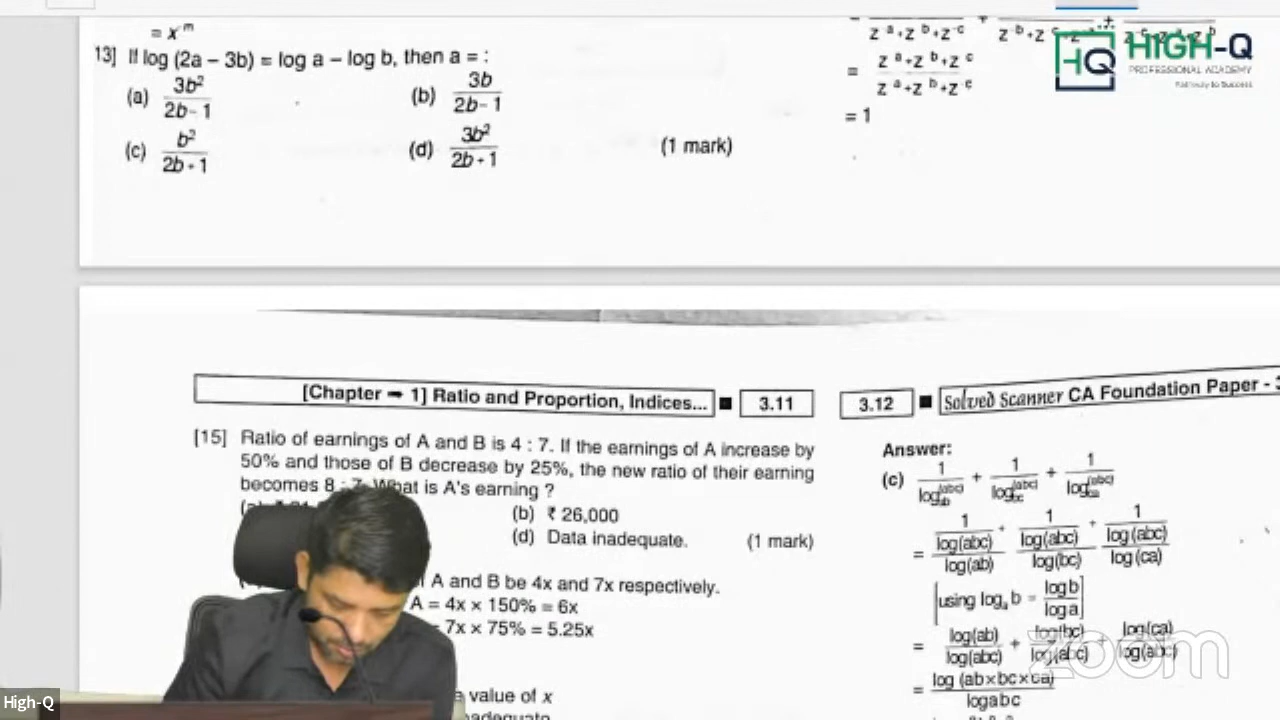 = x^m
13] If log (2a – 3b) = log a – log b, then a = :
(a) 3b²/2b – 1
(b) 3b/2b – 1
(c) b²/2b + 1
(d) 3b²/2b + 1
(1 mark)
= z^-a + z^-b + z^-c / z^-a + z^-b + z^-c
= 1
HIGH-Q
PROFESSIONAL ACADEMY
Pathway to Success
[Chapter ➡ 1] Ratio and Proportion, Indices... ■ 3.11
[15] Ratio of earnings of A and B is 4 : 7. If the earnings of A increase by
50% and those of B decrease by 25%, the new ratio of their earning
becomes 8 : 7. What is A's earning ?
(b) ₹ 26,000
(d) Data inadequate. (1 mark)
A and B be 4x and 7x respectively.
A = 4x × 150% = 6x
= 7x × 75% = 5.25x
value of x
3.12 ■ Solved Scanner CA Foundation Paper -
Answer:
(c) 1/log_ab^(abc) + 1/log_bc^(abc) + 1/log_ca^(abc)
= 1/(log(abc)/log(ab)) + 1/(log(abc)/log(bc)) + 1/(log(abc)/log(ca))
[using log_a b = log b/log a]
= log(ab)/log(abc) + log(bc)/log(abc) + log(ca)/log(abc)
= log (ab×bc×ca)/logabc
zoom
High-Q